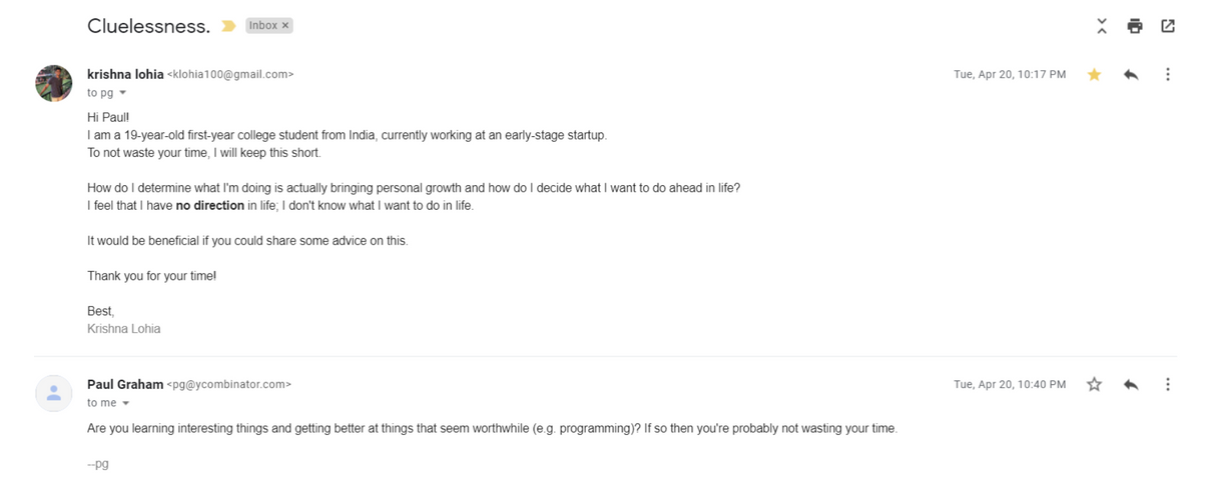 Cluelessness.
Inbox ×
krishna lohia <klohia100@gmail.com>
Tue, Apr 20, 10:17 PM
to pg
Hi Paul!
I am a 19-year-old first-year college student from India, currently working at an early-stage startup.
To not waste your time, I will keep this short.
How do I determine what I'm doing is actually bringing personal growth and how do I decide what I want to do ahead in life?
I feel that I have no direction in life; I don't know what I want to do in life.
It would be beneficial if you could share some advice on this.
Thank you for your time!
Best,
Krishna Lohia
Paul Graham <pg@ycombinator.com>
Tue, Apr 20, 10:40 PM
to me
Are you learning interesting things and getting better at things that seem worthwhile (e.g. programming)? If so then you're probably not wasting your time.
--pg